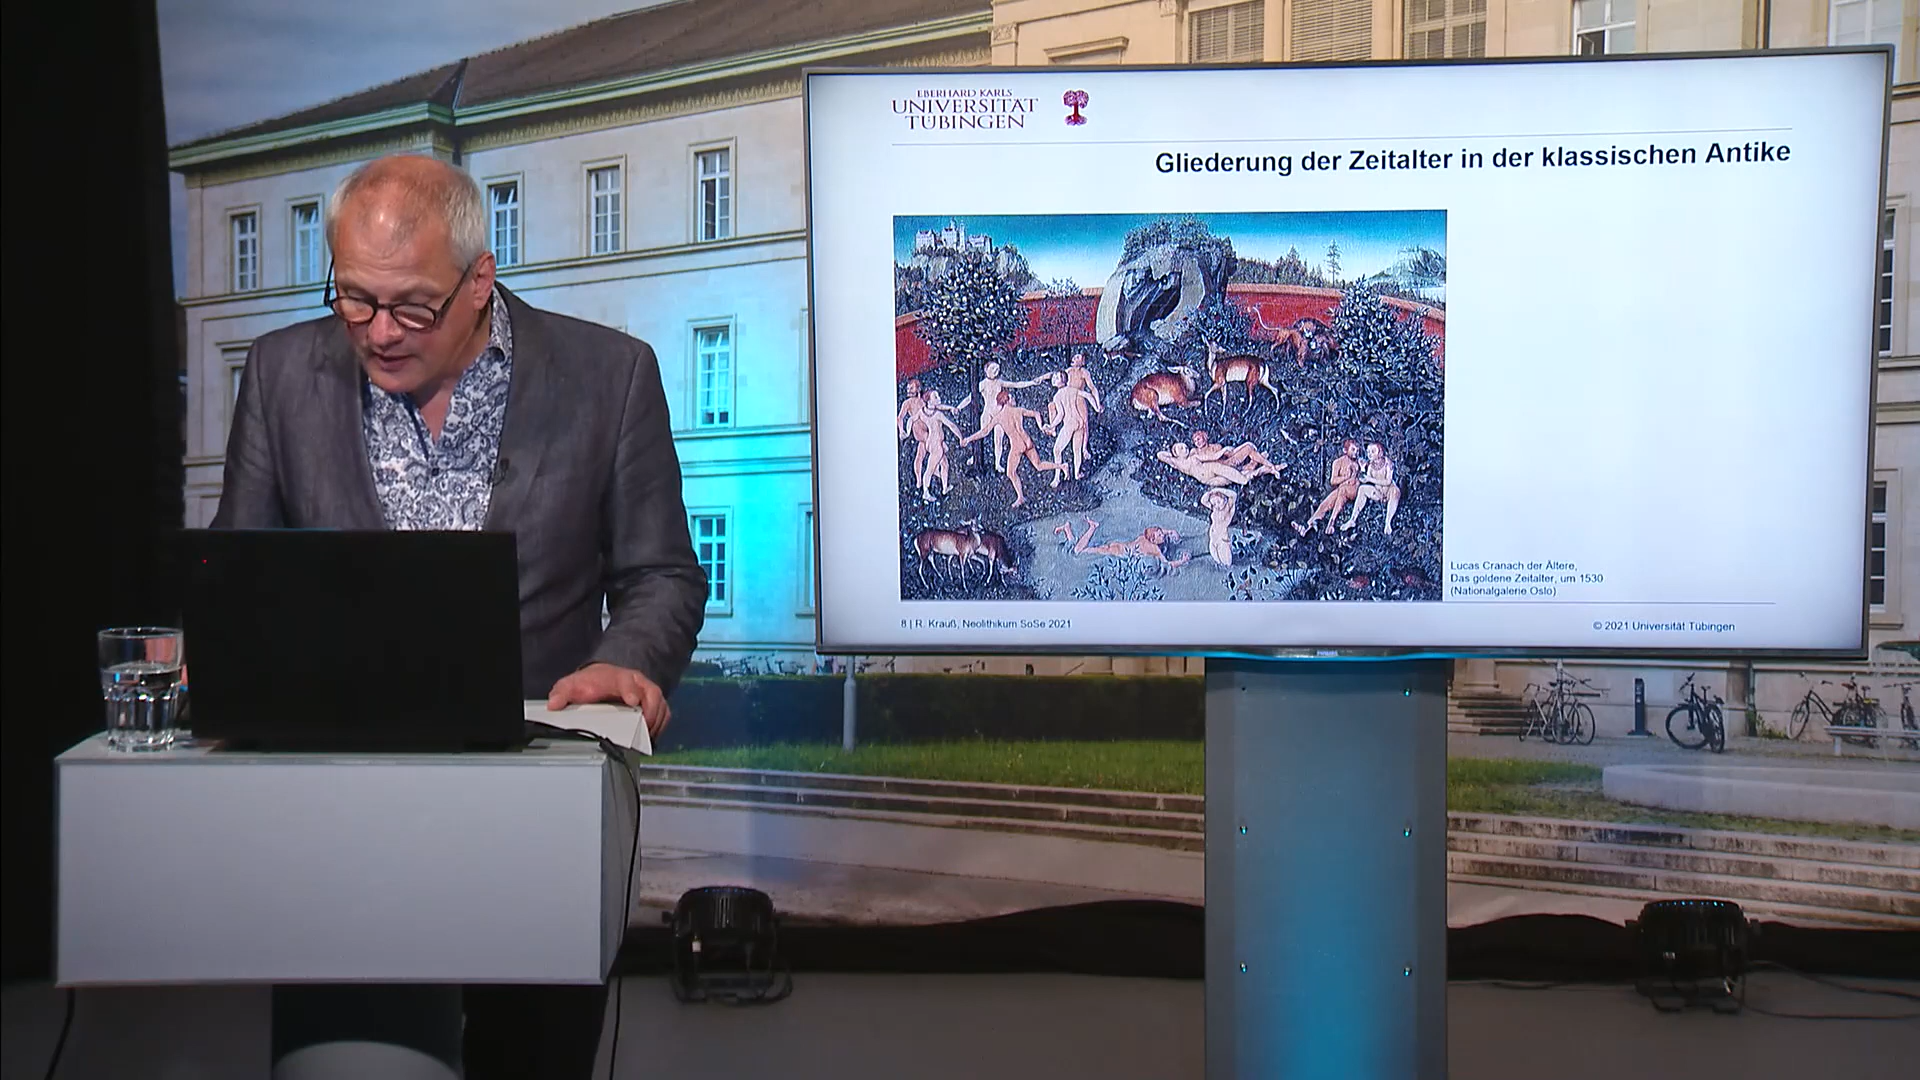 EBERHARD KARLS
UNIVERSITÄT
TÜBINGEN
Gliederung der Zeitalter in der klassischen Antike
Lucas Cranach der Ältere,
Das goldene Zeitalter, um 1530
(Nationalgalerie Oslo)
8 | R. Krauß, Neolithikum SoSe 2021
© 2021 Universität Tübingen
PHILIPS